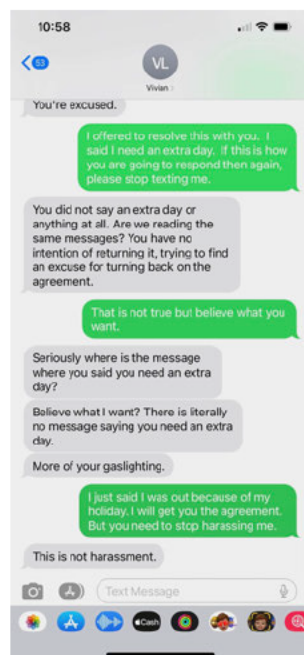 10:58
53
VL
Vivian >
You're excused.
I offered to resolve this with you. I
said I need an extra day. If this is how
you are going to respond then again,
please stop texting me.
You did not say an extra day or
anything at all. Are we reading the
same messages? You have no
intention of returning it, trying to find
an excuse for turning back on the
agreement.
That is not true but believe what you
want.
Seriously where is the message
where you said you need an extra
day?
Believe what I want? There is literally
no message saying you need an extra
day.
More of your gaslighting.
I just said I was out because of my
holiday. I will get you the agreement.
But you need to stop harassing me.
This is not harassment.
Text Message
Cash